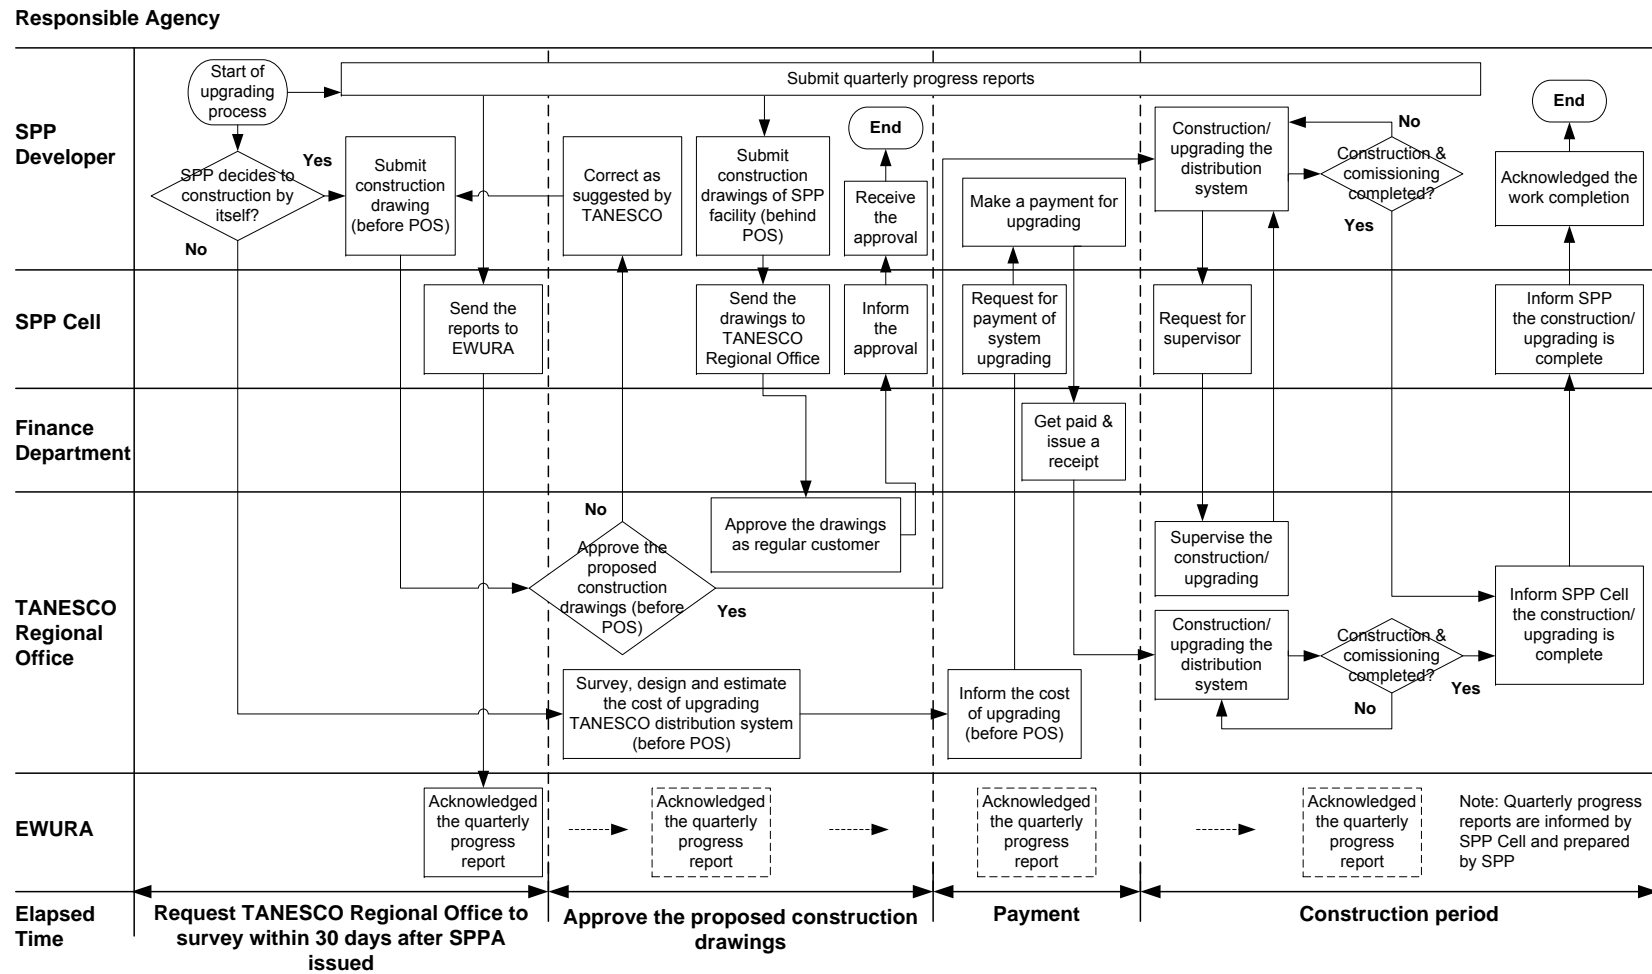 Responsible Agency
SPP
Developer
Start of
upgrading
process
Submit quarterly progress reports
SPP decides to
construction by
itself?
Yes
No
Submit
construction
drawing
(before POS)
Correct as
suggested by
TANESCO
Submit
construction
drawings of SPP
facility (behind
POS)
End
Receive
the
approval
Make a payment for
upgrading
Construction/
upgrading the
distribution
system
No
Construction &
comissioning
completed?
Yes
End
Acknowledged the
work completion
SPP Cell
Send the
reports to
EWURA
Send the
drawings to
TANESCO
Regional Office
Inform
the
approval
Request for
payment of
system
upgrading
Request for
supervisor
Inform SPP
the construction/
upgrading is
complete
Finance
Department
Get paid &
issue a
receipt
TANESCO
Regional
Office
No
Approve the
proposed
construction
drawings (before
POS)
Yes
Approve the drawings
as regular customer
Supervise the
construction/
upgrading
Survey, design and estimate
the cost of upgrading
TANESCO distribution system
(before POS)
Inform the cost
of upgrading
(before POS)
Construction/
upgrading the
distribution
system
Construction &
comissioning
completed?
Yes
No
Inform SPP Cell
the construction/
upgrading is
complete
EWURA
Acknowledged
the quarterly
progress
report
Acknowledged
the quarterly
progress
report
Acknowledged
the quarterly
progress
report
Acknowledged
the quarterly
progress
report
Note: Quarterly progress
reports are informed by
SPP Cell and prepared
by SPP
Elapsed
Time
Request TANESCO Regional Office to
survey within 30 days after SPPA
issued
Approve the proposed construction
drawings
Payment
Construction period